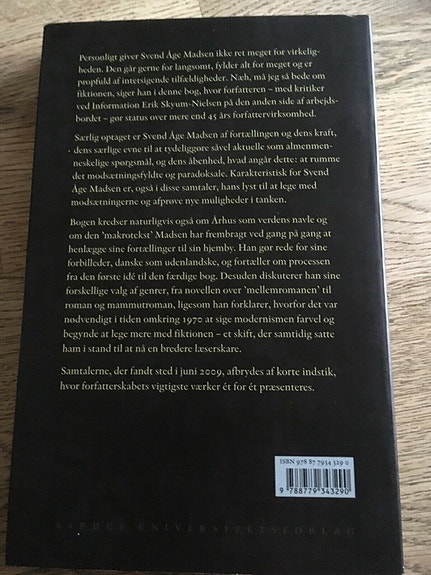 Personligt giver Svend Åge Madsen ikke ret meget for virkelig-
heden. Den går gerne for langsomt, fylder alt for meget og er
propfuld af intetsigende tilfældigheder. Næh, må jeg så bede om
fiktionen, siger han i denne bog, hvor forfatteren – med kritiker
ved Information Erik Skyum-Nielsen på den anden side af arbejds-
bordet – gør status over mere end 45 års forfattervirksomhed.
Særlig optaget er Svend Åge Madsen af fortællingen og dens kraft,
dens særlige evne til at tydeliggøre såvel aktuelle som almenmen-
neskelige spørgsmål, og dens åbenhed, hvad angår dette: at rumme
det modsætningsfyldte og paradoksale. Karakteristisk for Svend
Åge Madsen er, også i disse samtaler, hans lyst til at lege med
modsætningerne og afprøve nye muligheder i tanken.
Bogen kredser naturligvis også om Århus som verdens navle og
om den 'makrotekst' Madsen har frembragt ved gang på gang at
henlægge sine fortællinger til sin hjemby. Han gør rede for sine
forbilleder, danske som udenlandske, og fortæller om processen
fra den første idé til den færdige bog. Desuden diskuterer han sine
forskellige valg af genrer, fra novellen over 'mellemromanen' til
roman og mammutroman, ligesom han forklarer, hvorfor det var
nødvendigt i tiden omkring 1970 at sige modernismen farvel og
begynde at lege mere med fiktionen – et skift, der samtidig satte
ham i stand til at nå en bredere læserskare.
Samtalerne, der fandt sted i juni 2009, afbrydes af korte indstik,
hvor forfatterskabets vigtigste værker ét for ét præsenteres.
ISBN 978 87 7934 329 0
9 788779 343290
AARHUS UNIVERSITETSFORLAG